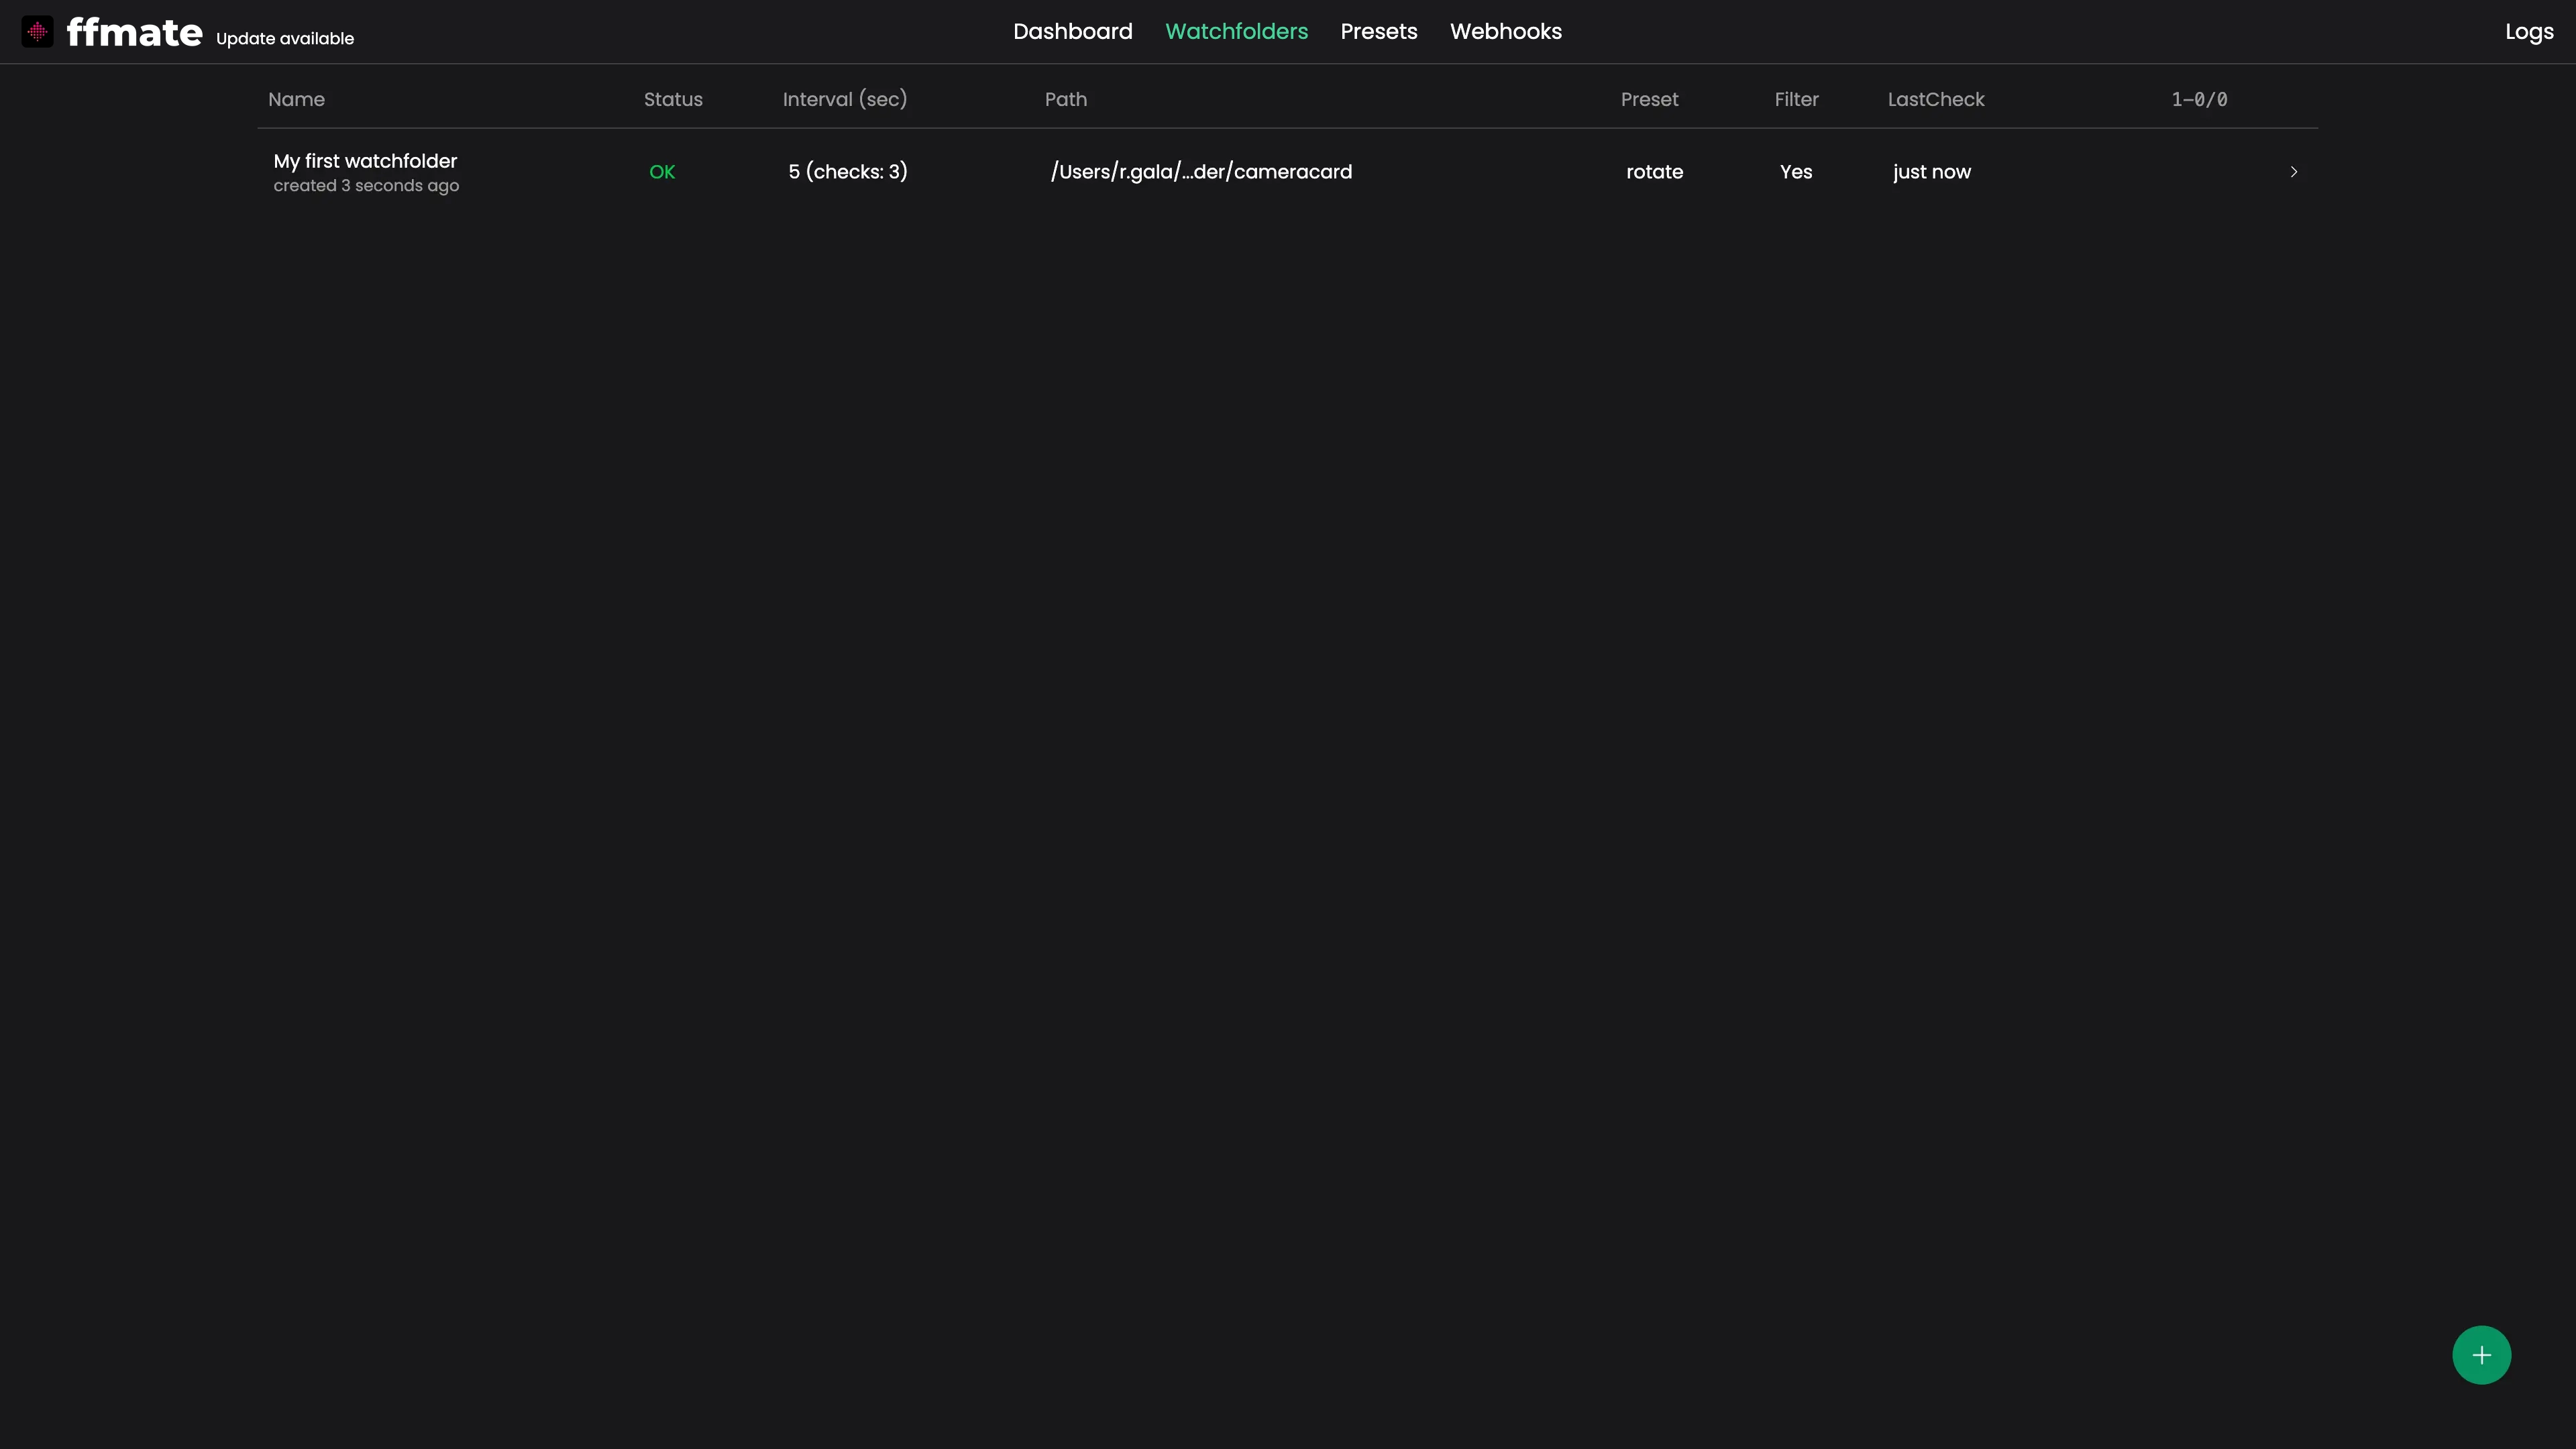 ffmate Update available Dashboard Watchfolders Presets Webhooks Logs
Name Status Interval (sec) Path Preset Filter LastCheck 1–0/0
My first watchfolder OK 5 (checks: 3) /Users/r.gala/...der/cameracard rotate Yes just now
created 3 seconds ago